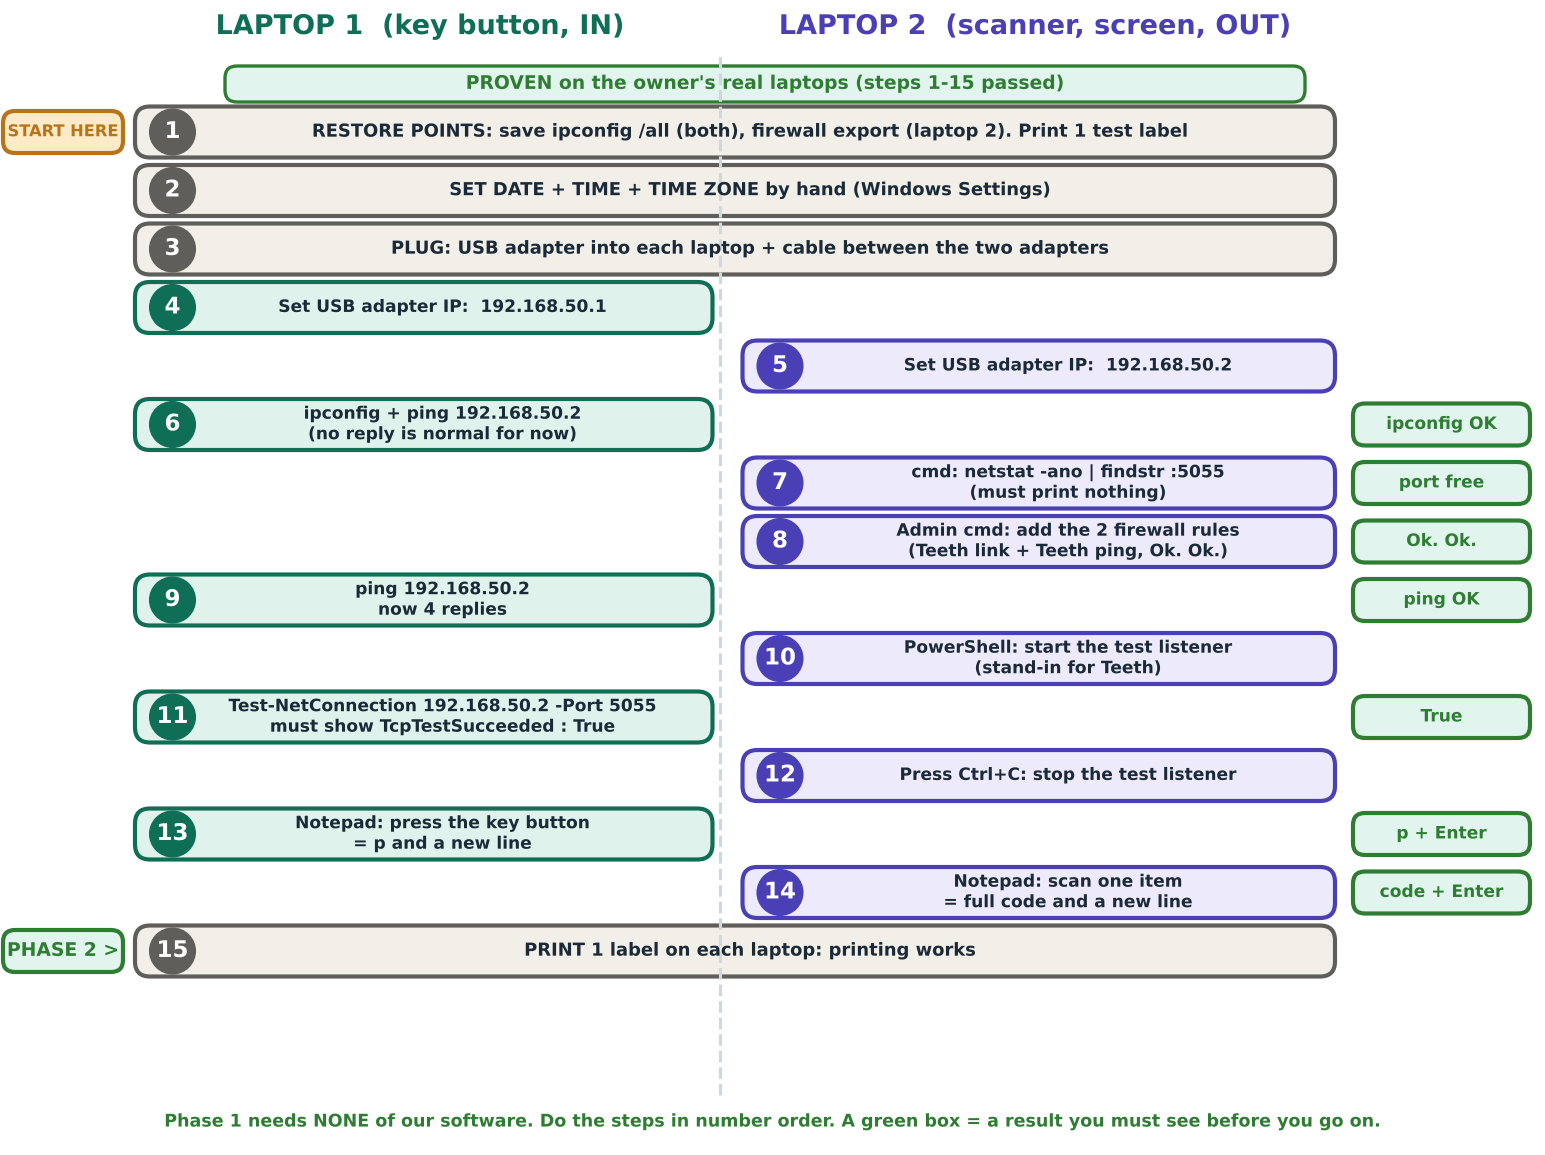 LAPTOP 1  (key button, IN)
LAPTOP 2  (scanner, screen, OUT)
PROVEN on the owner's real laptops (steps 1-15 passed)
START HERE
1
RESTORE POINTS: save ipconfig /all (both), firewall export (laptop 2). Print 1 test label
2
SET DATE + TIME + TIME ZONE by hand (Windows Settings)
3
PLUG: USB adapter into each laptop + cable between the two adapters
4
Set USB adapter IP:  192.168.50.1
5
Set USB adapter IP:  192.168.50.2
6
ipconfig + ping 192.168.50.2
(no reply is normal for now)
ipconfig OK
7
cmd: netstat -ano | findstr :5055
(must print nothing)
port free
8
Admin cmd: add the 2 firewall rules
(Teeth link + Teeth ping, Ok. Ok.)
Ok. Ok.
9
ping 192.168.50.2
now 4 replies
ping OK
10
PowerShell: start the test listener
(stand-in for Teeth)
11
Test-NetConnection 192.168.50.2 -Port 5055
must show TcpTestSucceeded : True
True
12
Press Ctrl+C: stop the test listener
13
Notepad: press the key button
= p and a new line
p + Enter
14
Notepad: scan one item
= full code and a new line
code + Enter
PHASE 2 >
15
PRINT 1 label on each laptop: printing works
Phase 1 needs NONE of our software. Do the steps in number order. A green box = a result you must see before you go on.